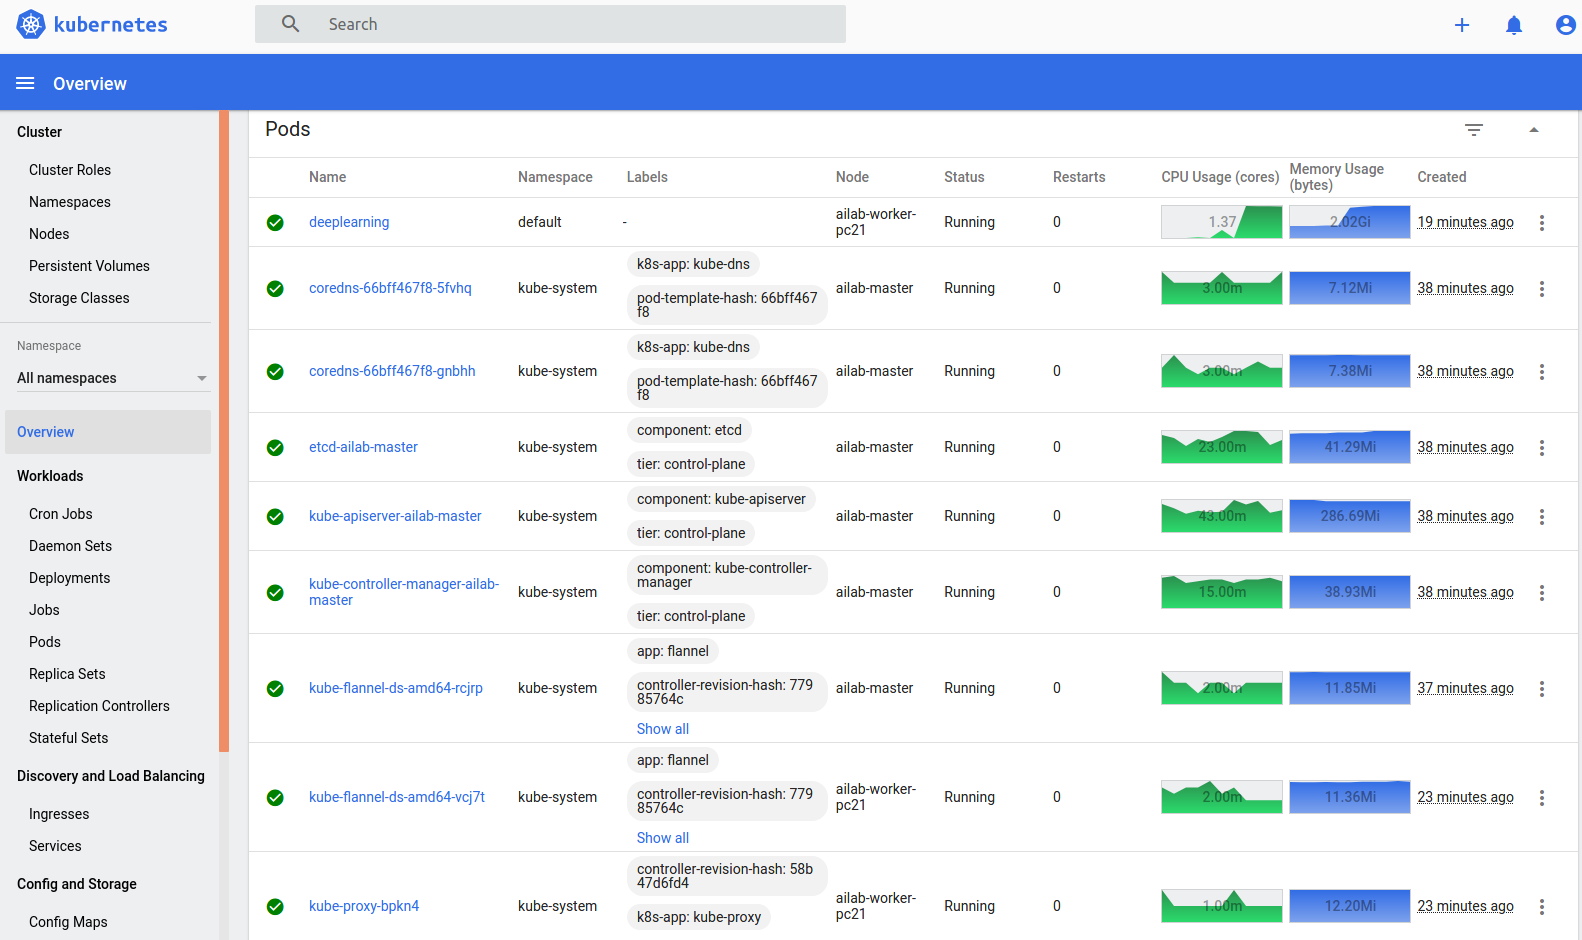 kubernetes
Search
Overview
Cluster
Cluster Roles
Namespaces
Nodes
Persistent Volumes
Storage Classes
Namespace
All namespaces
Overview
Workloads
Cron Jobs
Daemon Sets
Deployments
Jobs
Pods
Replica Sets
Replication Controllers
Stateful Sets
Discovery and Load Balancing
Ingresses
Services
Config and Storage
Config Maps
Pods
Name Namespace Labels Node Status Restarts CPU Usage (cores) Memory Usage
(bytes) Created
deeplearning default - ailab-worker-
pc21 Running 0 1.37 2.02Gi 19 minutes ago
k8s-app: kube-dns
coredns-66bff467f8-5fvhq kube-system pod-template-hash: 66bff467
f8 ailab-master Running 0 3.00m 7.12Mi 38 minutes ago
k8s-app: kube-dns
coredns-66bff467f8-gnbhh kube-system pod-template-hash: 66bff467
f8 ailab-master Running 0 3.00m 7.38Mi 38 minutes ago
component: etcd
etcd-ailab-master kube-system ailab-master Running 0 23.00m 41.29Mi 38 minutes ago
tier: control-plane
component: kube-apiserver
kube-apiserver-ailab-master kube-system ailab-master Running 0 43.00m 286.69Mi 38 minutes ago
tier: control-plane
component: kube-controller-
manager
kube-controller-manager-ailab-
master kube-system ailab-master Running 0 15.00m 38.93Mi 38 minutes ago
tier: control-plane
app: flannel
kube-flannel-ds-amd64-rcjrp kube-system controller-revision-hash: 779
85764c ailab-master Running 0 2.00m 11.85Mi 37 minutes ago
Show all
app: flannel
kube-flannel-ds-amd64-vcj7t kube-system controller-revision-hash: 779
85764c ailab-worker-
pc21 Running 0 2.00m 11.36Mi 23 minutes ago
Show all
controller-revision-hash: 58b
47d6fd4
kube-proxy-bpkn4 kube-system k8s-app: kube-proxy ailab-worker-
pc21 Running 0 1.00m 12.20Mi 23 minutes ago